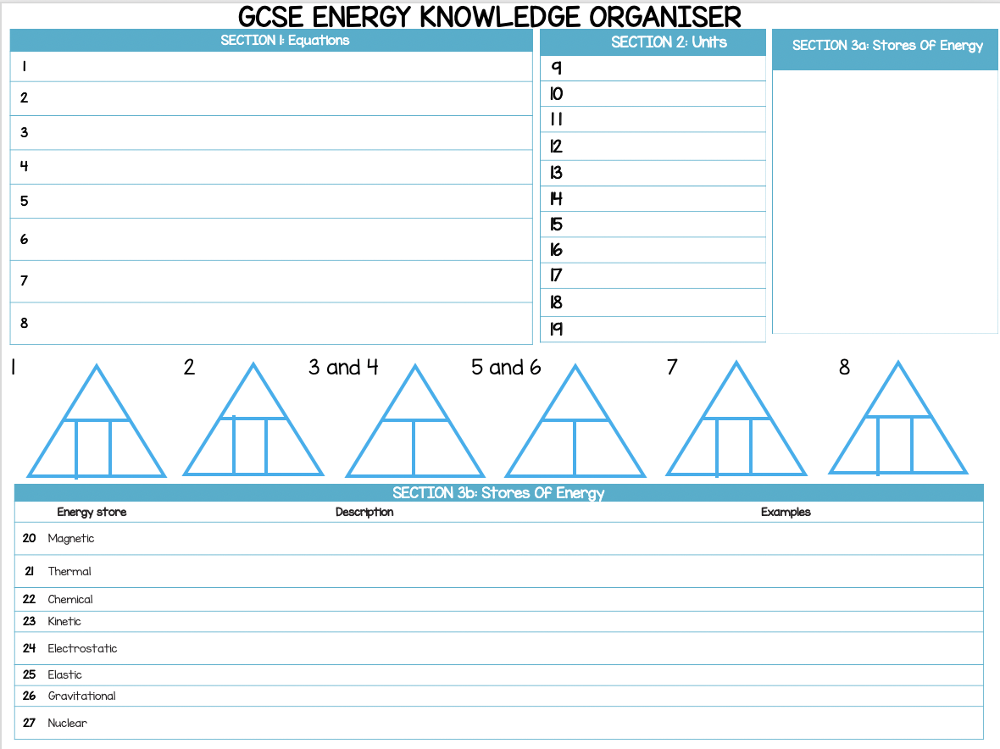 GCSE ENERGY KNOWLEDGE ORGANISER
SECTION 1: Equations
1
2
3
4
5
6
7
8
SECTION 2: Units
9
10
11
12
13
14
15
16
17
18
19
SECTION 3a: Stores Of Energy
1
2
3 and 4
5 and 6
7
8
SECTION 3b: Stores Of Energy
Energy store Description Examples
20 Magnetic
21 Thermal
22 Chemical
23 Kinetic
24 Electrostatic
25 Elastic
26 Gravitational
27 Nuclear